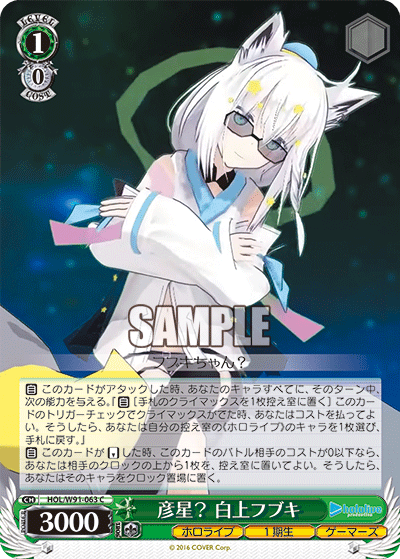 LEVEL
1
0
COST
SAMPLE
フブキちゃん?
自 このカードがアタックした時、あなたのキャラすべてに、そのターン中、
次の能力を与える。『自 [手札のクライマックスを1枚控え室に置く] このカー
ドのトリガーチェックでクライマックスがでた時、あなたはコストを払ってよ
い。そうしたら、あなたは自分の控え室の《ホロライブ》のキャラを1枚選び、
手札に戻す。』
自 このカードが した時、このカードのバトル相手のコストが0以下なら、
あなたは相手のクロックの上から1枚を、控え室に置いてよい。そうしたら、
そのキャラをクロック置場に置く。
CH HOL/W91-063 C
3000
彦星? 白上フブキ
hololive
ホロライブ
1期生
ゲーマーズ
© 2016 COVER Corp.